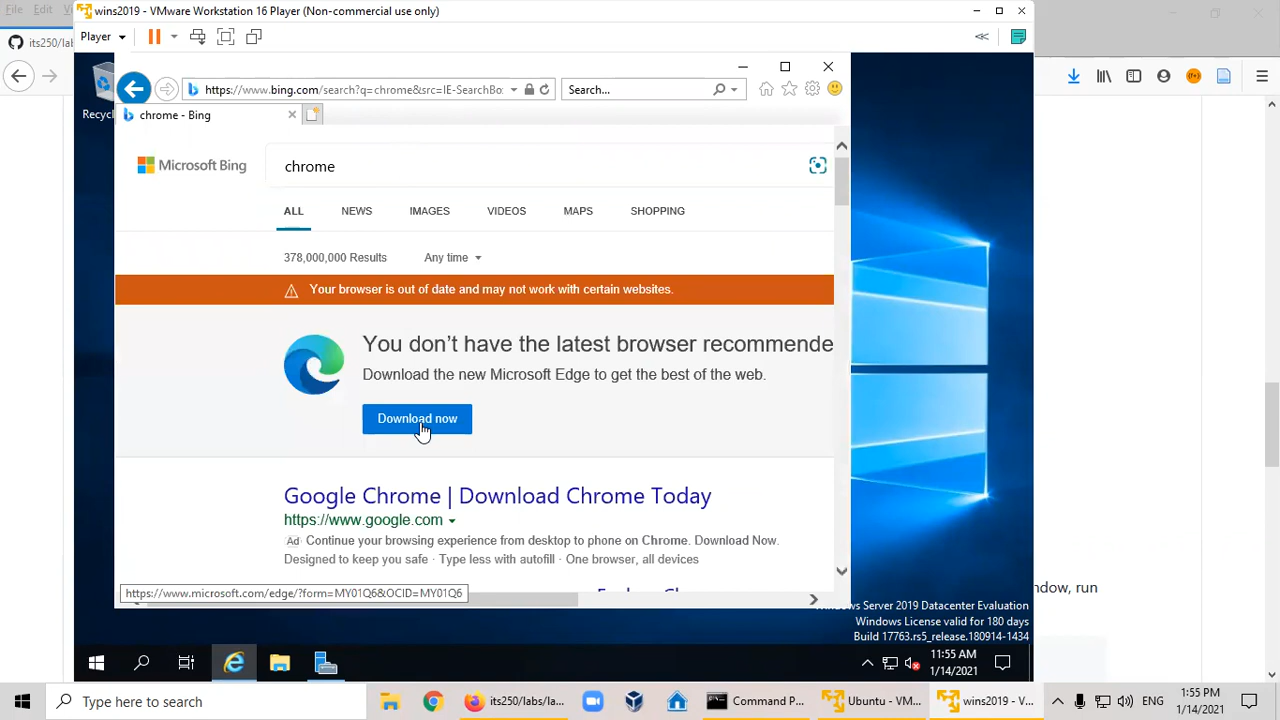 File Edit V
wins2019 - VMware Workstation 16 Player (Non-commercial use only)
Player
<<
its250/lab
https://www.bing.com/search?q=chrome&src=IE-SearchBo
Search...
Recyc
chrome - Bing
Microsoft Bing
chrome
ALL NEWS IMAGES VIDEOS MAPS SHOPPING
378,000,000 Results Any time
Your browser is out of date and may not work with certain websites.
You don't have the latest browser recommende
Download the new Microsoft Edge to get the best of the web.
Download now
Google Chrome | Download Chrome Today
https://www.google.com
Ad Continue your browsing experience from desktop to phone on Chrome. Download Now.
Designed to keep you safe · Type less with autofill · One browser, all devices
https://www.microsoft.com/edge/?form=MY01Q6&OCID=MY01Q6
ndow, run
Windows Server 2019 Datacenter Evaluation
Windows License valid for 180 days
Build 17763.rs5_release.180914-1434
11:55 AM
1/14/2021
Type here to search
its250/labs/la...
Command P...
Ubuntu - VM...
wins2019 - V...
ENG
1:55 PM
1/14/2021